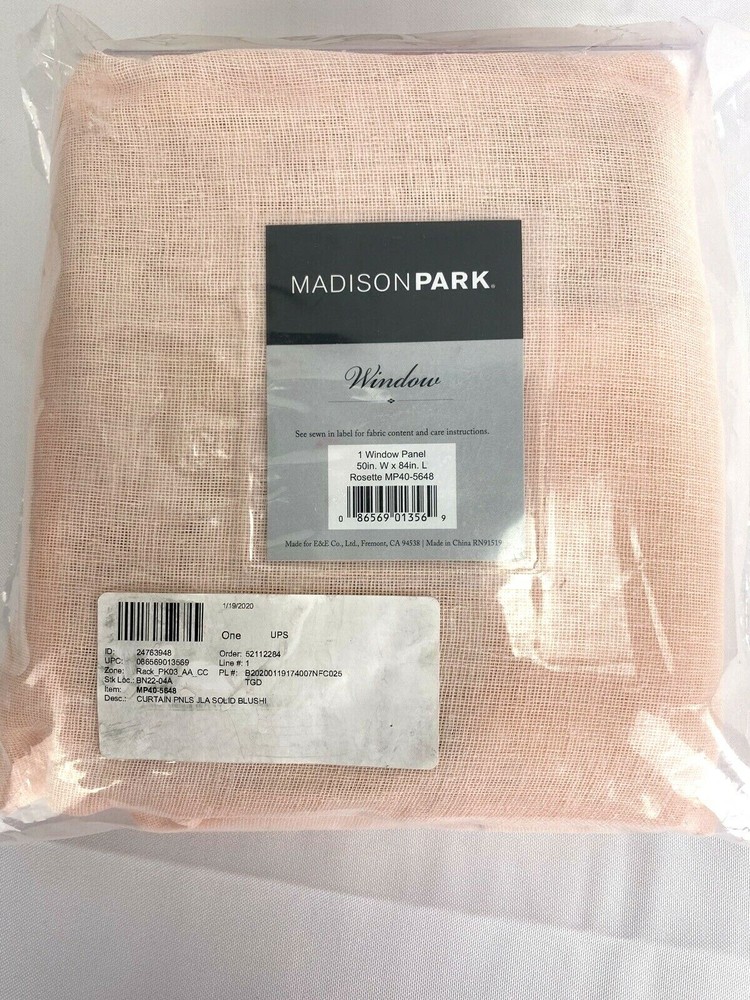 MADISONPARK®
Window
See sewn in label for fabric content and care instructions.
1 Window Panel
50in. W x 84in. L
Rosette MP40-5648
0 86569 01356 9
Made for E&E Co., Ltd., Fremont, CA 94538 | Made in China RN9151
1/19/2020
One UPS
ID: 24763948
UPC: 086569013569
Zone: Rack_PK03_AA_CC
Stk Loc.: BN22-04A
Item: MP40-5648
Desc.: CURTAIN PNLS JLA SOLID BLUSHI
Order: 52112284
Line #: 1
PL #: B20200119174007NFC025
TGD